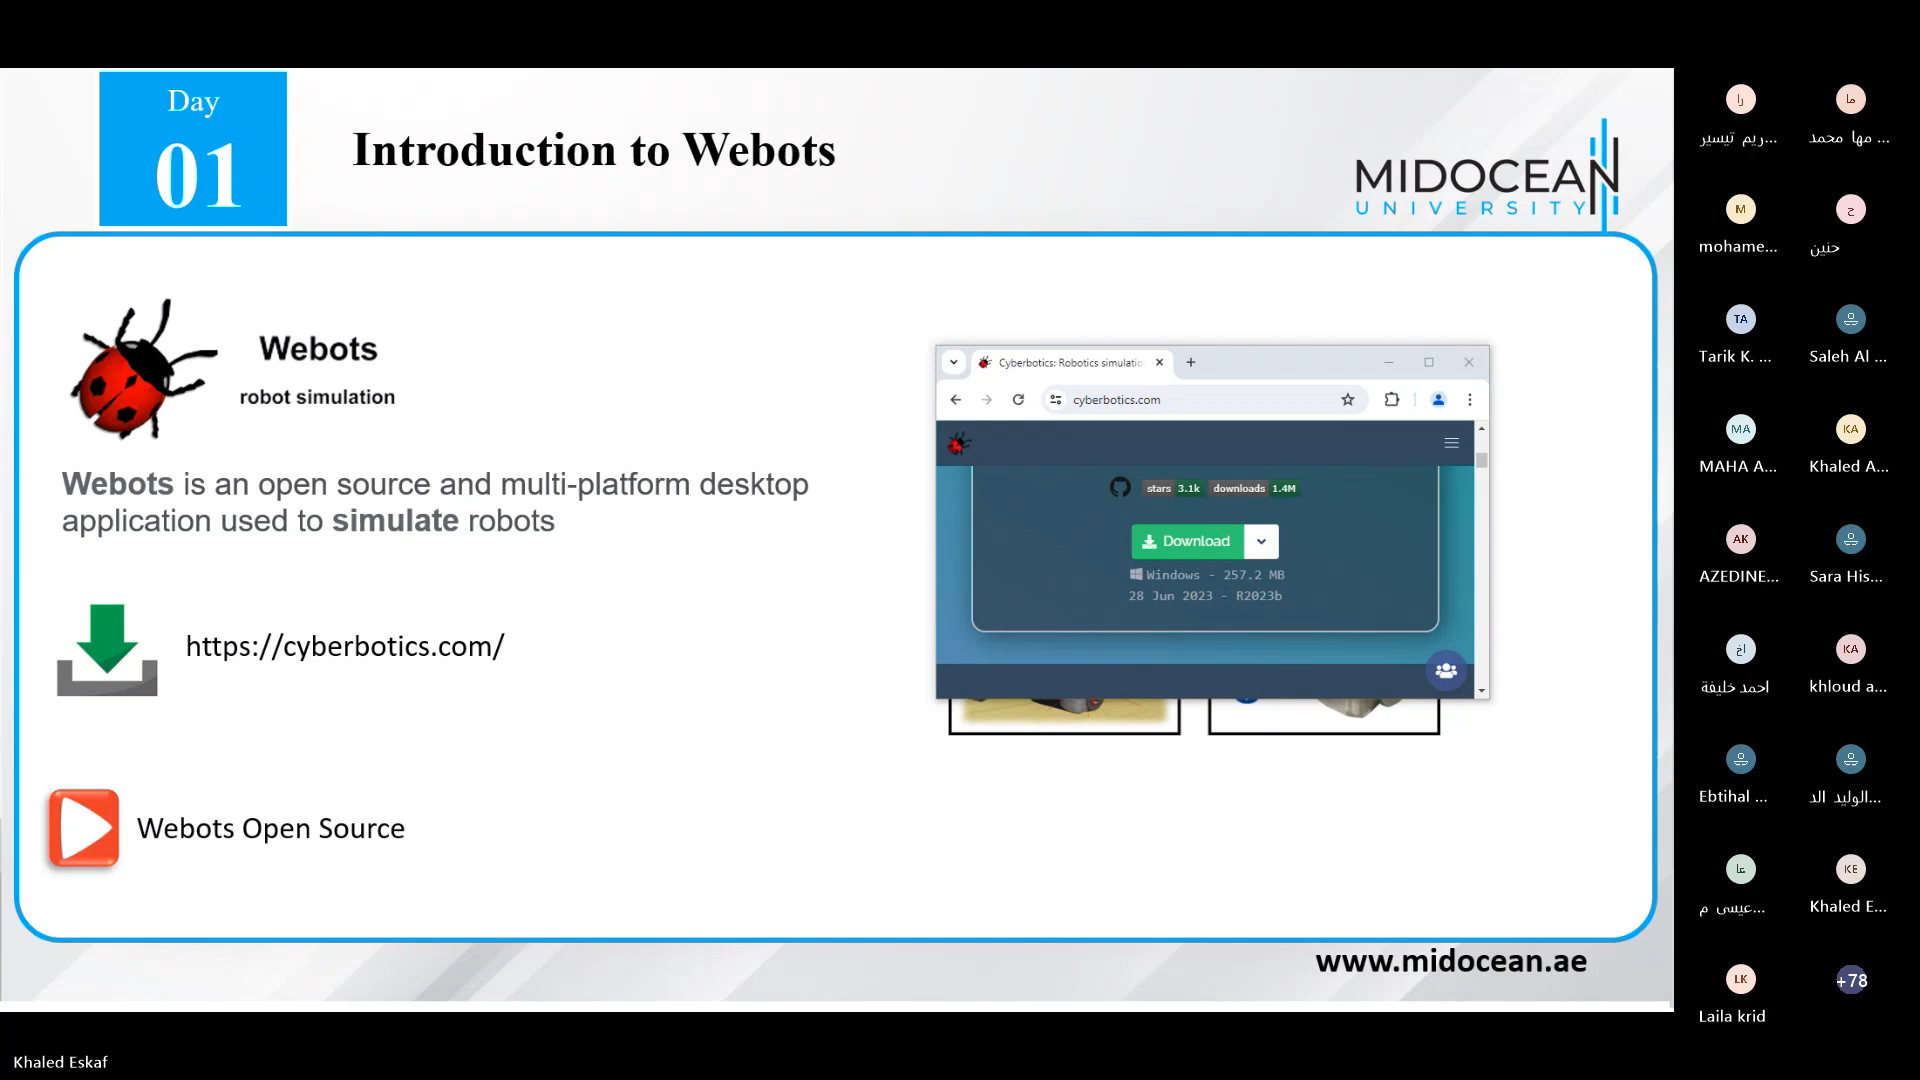 Day
01
Introduction to Webots
MIDOCEAN
UNIVERSITY
Webots
robot simulation
Webots is an open source and multi-platform desktop
application used to simulate robots
https://cyberbotics.com/
Webots Open Source
Cyberbotics: Robotics simulatio
cyberbotics.com
stars 3.1k downloads 1.4M
Download
Windows - 257.2 MB
28 Jun 2023 - R2023b
www.midocean.ae
Khaled Eskaf
را
ما
ريم تيسير...
مها محمد ...
M
ح
mohame...
حنين
TA
Tarik K. ...
Saleh Al ...
MA
KA
MAHA A...
Khaled A...
AK
AZEDINE...
Sara His...
اخ
KA
احمد خليفة
khloud a...
Ebtihal ...
الوليد الد...
عا
KE
عيسى م...
Khaled E...
LK
+78
Laila krid